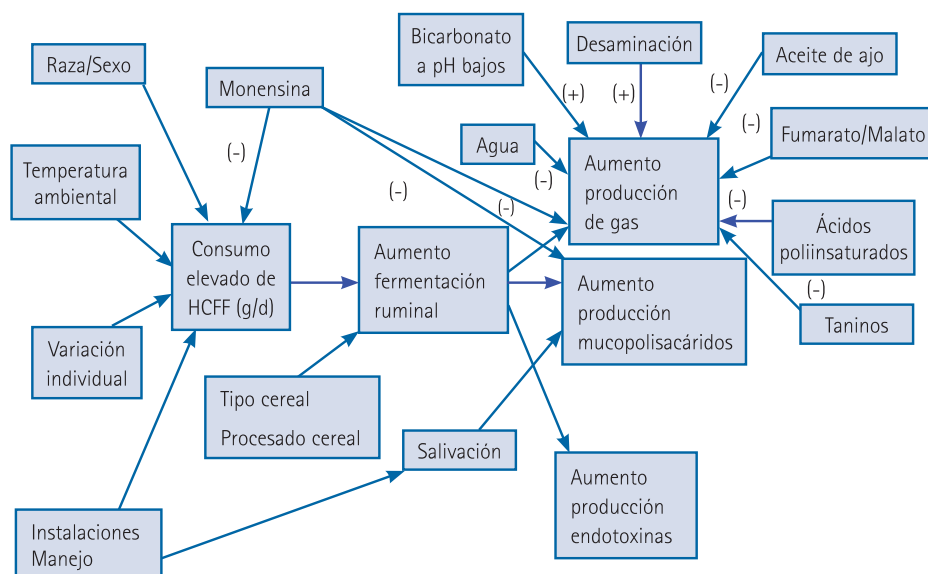 Raza/Sexo
Monensina
Bicarbonato
a pH bajos
Desaminación
Aceite de ajo
(+)
(+)
(-)
(-)
Fumarato/Malato
(-)
Temperatura
ambiental
Agua
(-)
Aumento
producción
de gas
(-)
(-)
(-)
Ácidos
poliinsaturados
Consumo
elevado de
HCFF (g/d)
Aumento
fermentación
ruminal
Aumento
producción
mucopolisacáridos
(-)
Taninos
Variación
individual
Tipo cereal
Procesado cereal
Salivación
Aumento
producción
endotoxinas
Instalaciones
Manejo